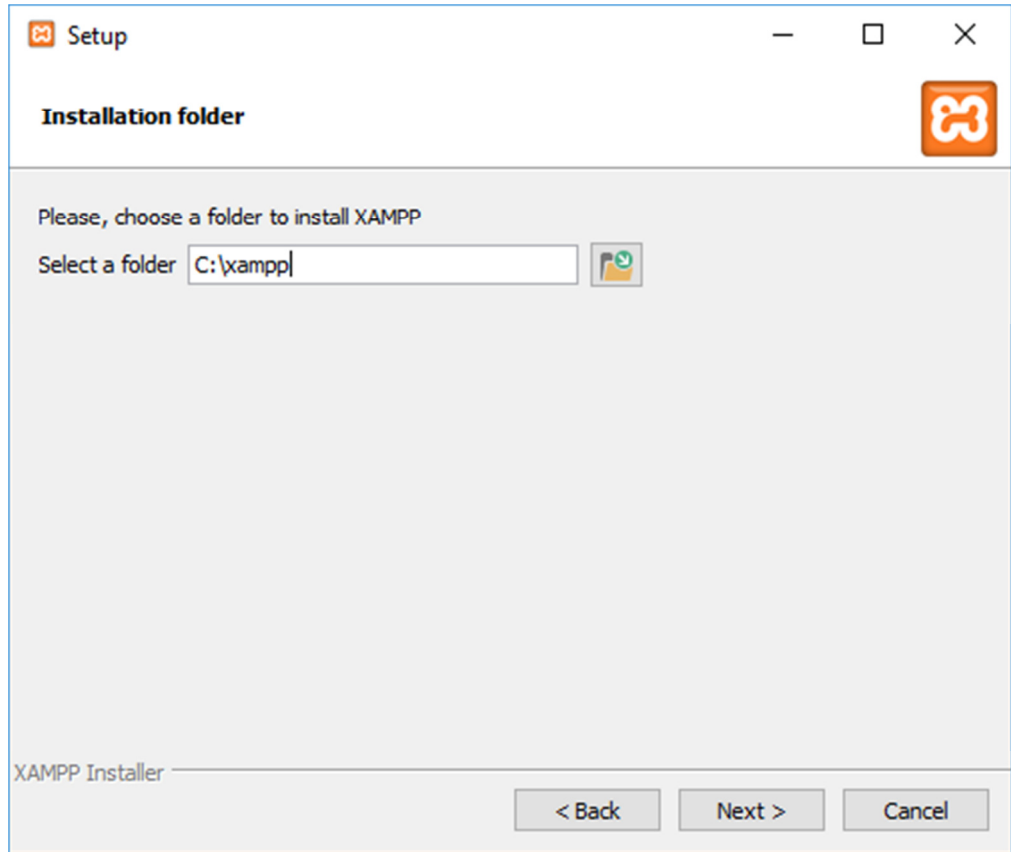 Setup
Installation folder
Please, choose a folder to install XAMPP
Select a folder C:\xampp
XAMPP Installer
< Back Next > Cancel